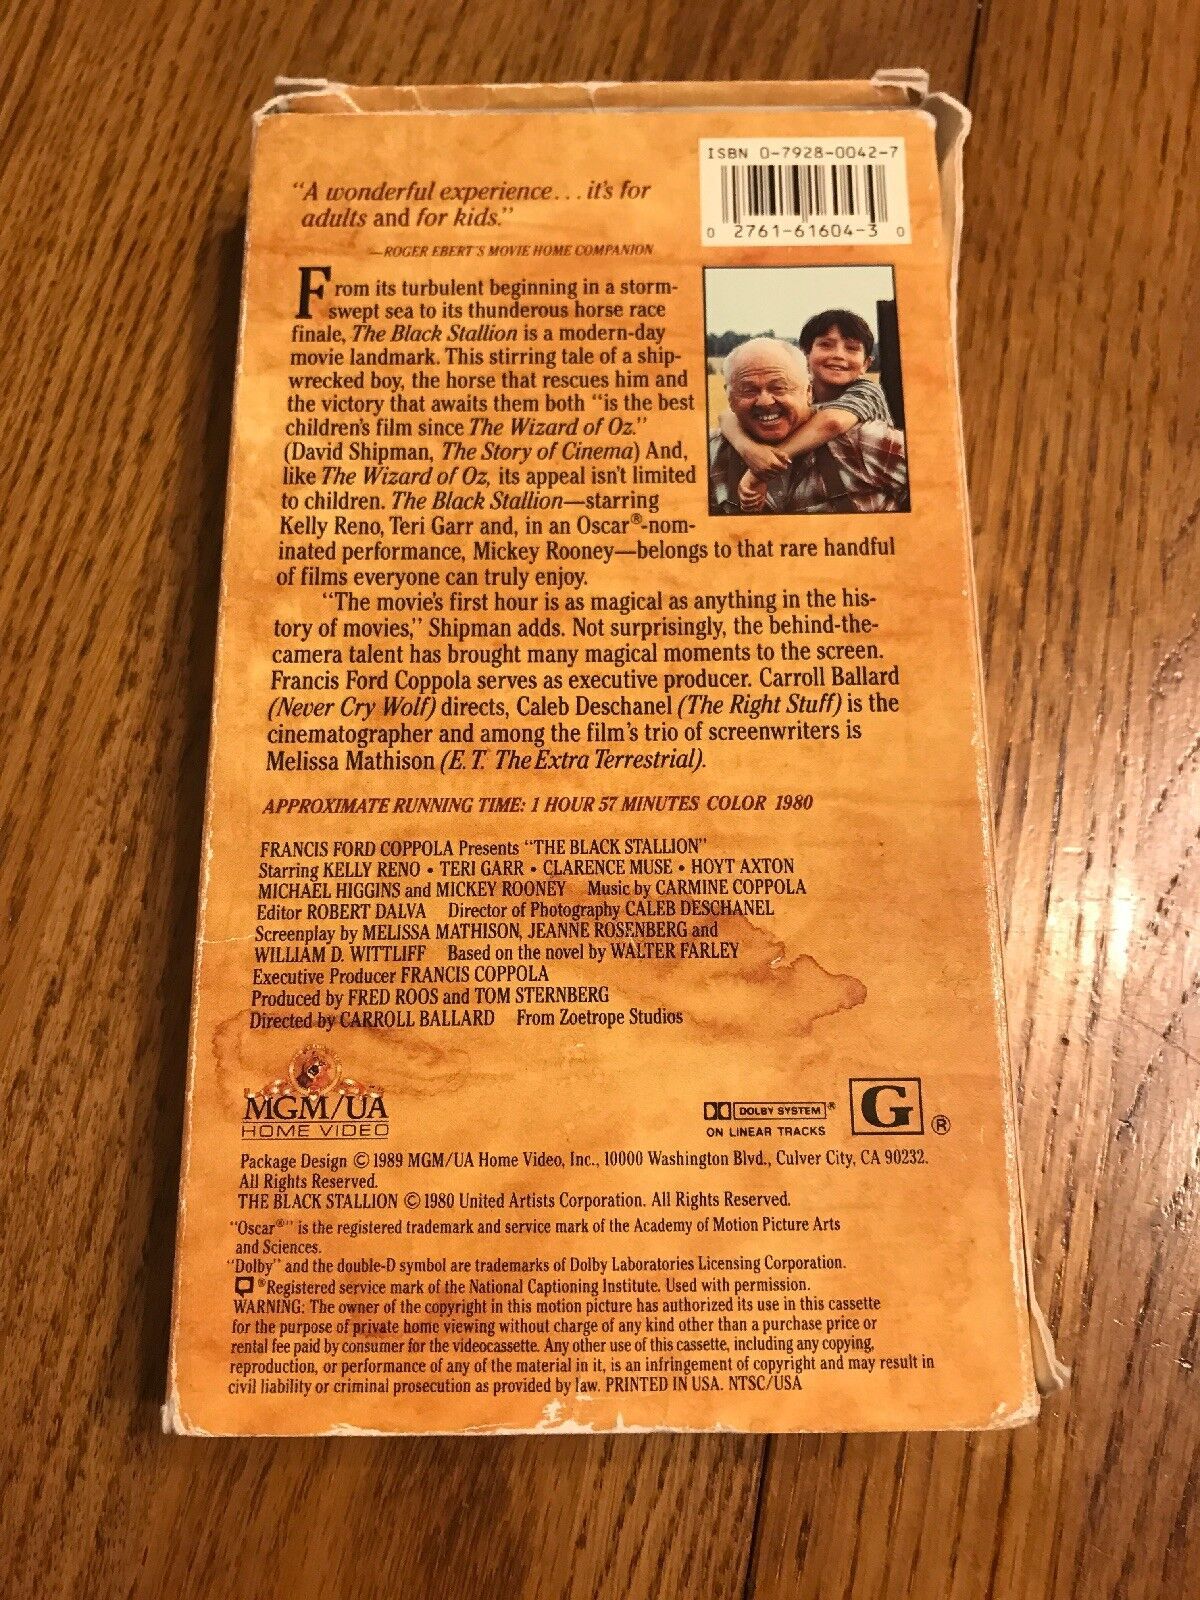 ISBN 0-7928-0042-7
0 2761-61604-3 0
"A wonderful experience...it's for
adults and for kids."
—ROGER EBERT'S MOVIE HOME COMPANION
From its turbulent beginning in a storm-
swept sea to its thunderous horse race
finale, The Black Stallion is a modern-day
movie landmark. This stirring tale of a ship-
wrecked boy, the horse that rescues him and
the victory that awaits them both "is the best
children's film since The Wizard of Oz."
(David Shipman, The Story of Cinema) And,
like The Wizard of Oz, its appeal isn't limited
to children. The Black Stallion—starring
Kelly Reno, Teri Garr and, in an Oscar®-nom-
inated performance, Mickey Rooney—belongs to that rare handful
of films everyone can truly enjoy.
"The movie's first hour is as magical as anything in the his-
tory of movies," Shipman adds. Not surprisingly, the behind-the-
camera talent has brought many magical moments to the screen.
Francis Ford Coppola serves as executive producer. Carroll Ballard
(Never Cry Wolf) directs, Caleb Deschanel (The Right Stuff) is the
cinematographer and among the film's trio of screenwriters is
Melissa Mathison (E.T. The Extra Terrestrial).
APPROXIMATE RUNNING TIME: 1 HOUR 57 MINUTES COLOR 1980
FRANCIS FORD COPPOLA Presents "THE BLACK STALLION"
Starring KELLY RENO • TERI GARR • CLARENCE MUSE • HOYT AXTON
MICHAEL HIGGINS and MICKEY ROONEY Music by CARMINE COPPOLA
Editor ROBERT DALVA Director of Photography CALEB DESCHANEL
Screenplay by MELISSA MATHISON, JEANNE ROSENBERG and
WILLIAM D. WITTLIFF Based on the novel by WALTER FARLEY
Executive Producer FRANCIS COPPOLA
Produced by FRED ROOS and TOM STERNBERG
Directed by CARROLL BALLARD From Zoetrope Studios
MGM/UA
HOME VIDEO
DOLBY SYSTEM®
ON LINEAR TRACKS
G ®
Package Design © 1989 MGM/UA Home Video, Inc., 10000 Washington Blvd., Culver City, CA 90232.
All Rights Reserved.
THE BLACK STALLION © 1980 United Artists Corporation. All Rights Reserved.
"Oscar®" is the registered trademark and service mark of the Academy of Motion Picture Arts
and Sciences.
"Dolby" and the double-D symbol are trademarks of Dolby Laboratories Licensing Corporation.
®Registered service mark of the National Captioning Institute. Used with permission.
WARNING: The owner of the copyright in this motion picture has authorized its use in this cassette
for the purpose of private home viewing without charge of any kind other than a purchase price or
rental fee paid by consumer for the videocassette. Any other use of this cassette, including any copying,
reproduction, or performance of any of the material in it, is an infringement of copyright and may result in
civil liability or criminal prosecution as provided by law. PRINTED IN USA. NTSC/USA